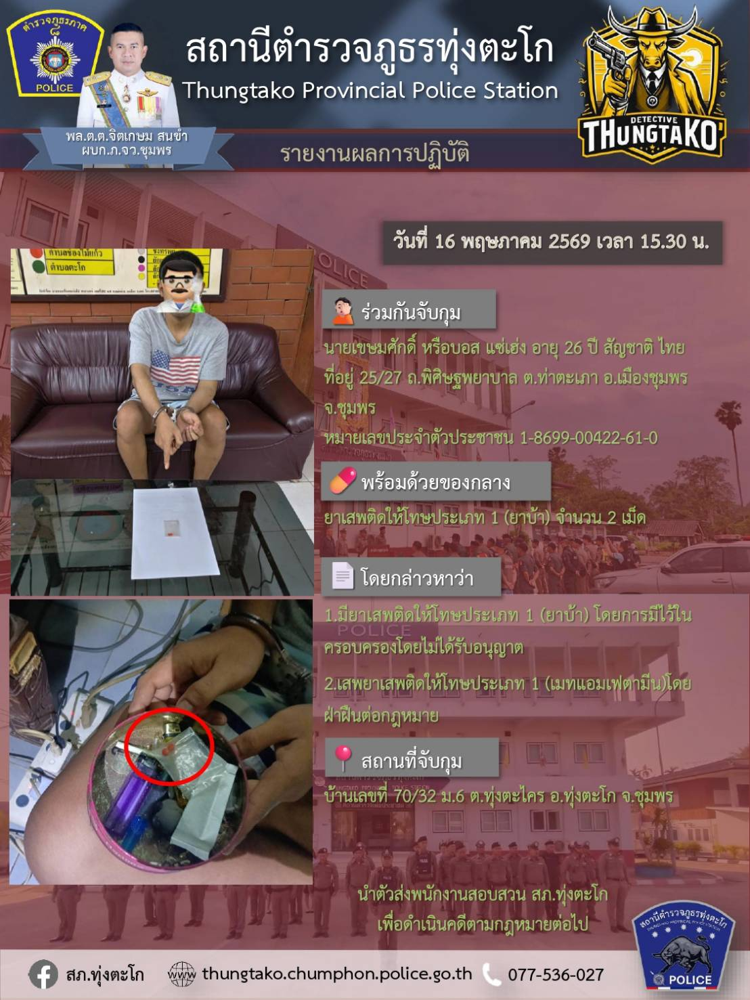 ตำรวจภูธรภาค
๘
POLICE
สถานีตำรวจภูธรทุ่งตะโก
Thungtako Provincial Police Station
DETECTIVE
THUNGTAKO
พล.ต.ต.จิตเกษม สนขำ
ผบก.ภ.จว.ชุมพร
รายงานผลการปฏิบัติ
วันที่ 16 พฤษภาคม 2569 เวลา 15.30 น.
ตำบลช่องไม้แก้ว
ตำบลตะโก
POLICE
ร่วมกันจับกุม
นายเขษมศักดิ์ หรือบอส แซ่เฮ่ง อายุ 26 ปี สัญชาติ ไทย
ที่อยู่ 25/27 ถ.พิศิษฐพยาบาล ต.ท่าตะเภา อ.เมืองชุมพร
จ.ชุมพร
หมายเลขประจำตัวประชาชน 1-8699-00422-61-0
พร้อมด้วยของกลาง
ยาเสพติดให้โทษประเภท 1 (ยาบ้า) จำนวน 2 เม็ด
โดยกล่าวหาว่า
1.มียาเสพติดให้โทษประเภท 1 (ยาบ้า) โดยการมีไว้ใน
POLICE
ครอบครองโดยไม่ได้รับอนุญาต
2.เสพยาเสพติดให้โทษประเภท 1 (เมทแอมเฟตามีน)โดย
ฝ่าฝืนต่อกฎหมาย
สถานที่จับกุม
บ้านเลขที่ 70/32 ม.6 ต.ทุ่งตะไคร อ.ทุ่งตะโก จ.ชุมพร
นำตัวส่งพนักงานสอบสวน สภ.ทุ่งตะโก
เพื่อดำเนินคดีตามกฎหมายต่อไป
สถานีตำรวจภูธรทุ่งตะโก
POLICE
สภ.ทุ่งตะโก
www
thungtako.chumphon.police.go.th
077-536-027